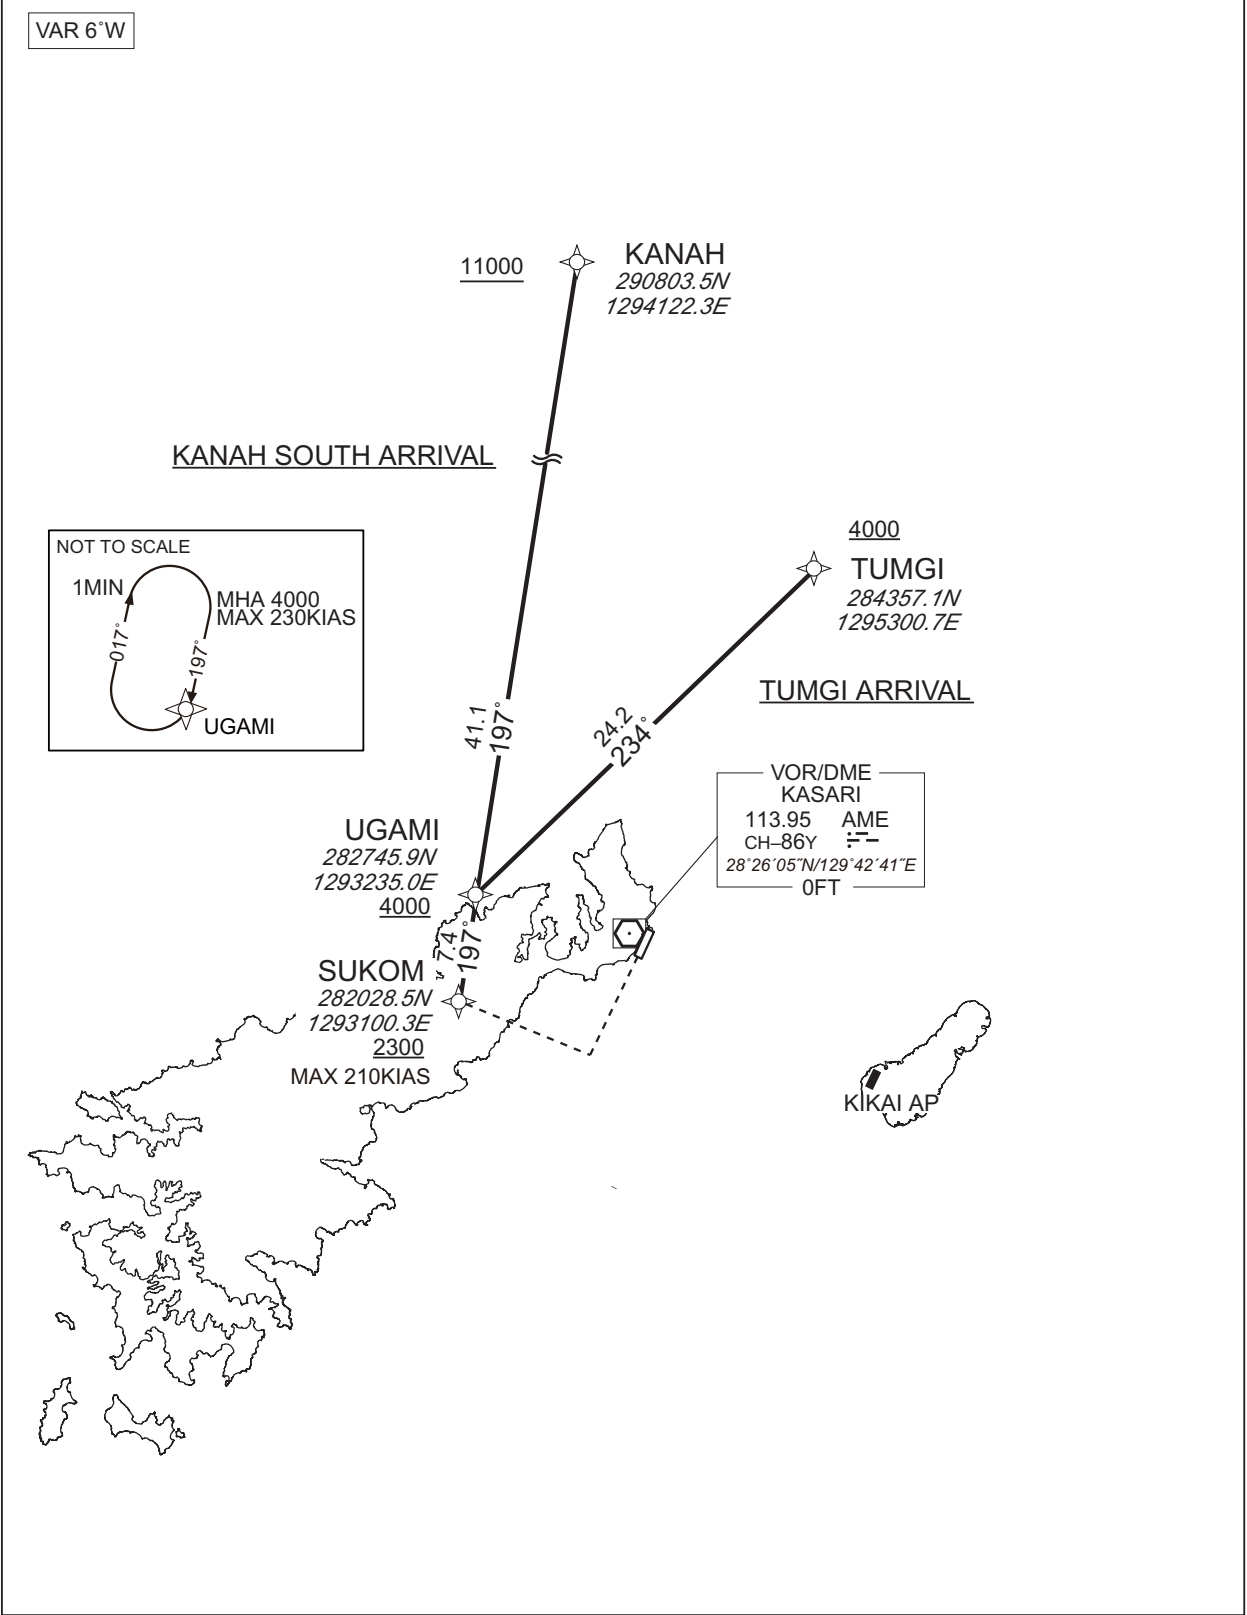 VAR 6°W
11000
KANAH
290803.5N
1294122.3E
KANAH SOUTH ARRIVAL
4000
TUMGI
284357.1N
1295300.7E
TUMGI ARRIVAL
NOT TO SCALE
1MIN
MHA 4000
MAX 230KIAS
017°
197°
UGAMI
41.1
197°
24.2
234°
VOR/DME
KASARI
113.95 AME
CH–86Y
28°26´05˝N/129°42´41˝E
0FT
UGAMI
282745.9N
1293235.0E
4000
7.4
197°
SUKOM
282028.5N
1293100.3E
2300
MAX 210KIAS
KIKAI AP